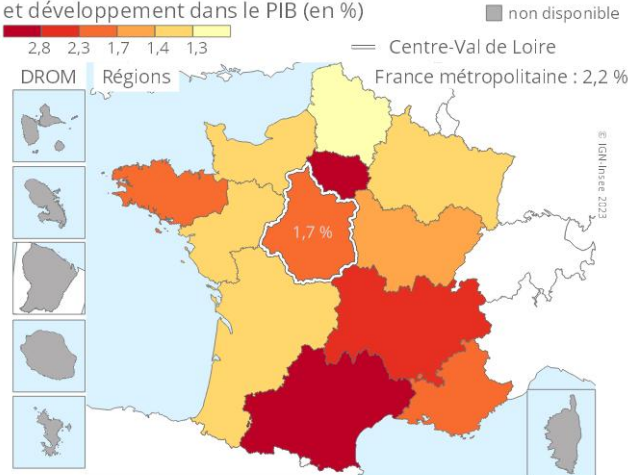 et développement dans le PIB (en %)
non disponible
2,8 2,3 1,7 1,4 1,3
Centre-Val de Loire
DROM Régions
France métropolitaine : 2,2 %
© IGN-Insee 2023
1,7 %